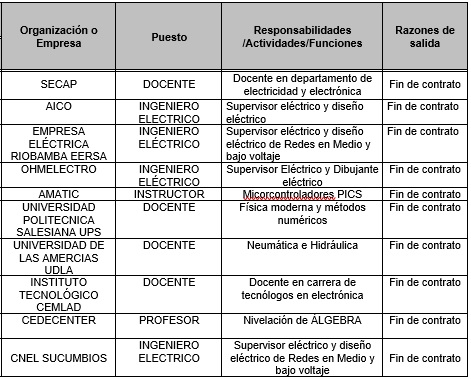 Organización o Empresa | Puesto | Responsabilidades /Actividades/Funciones | Razones de salida
SECAP | DOCENTE | Docente en departamento de electricidad y electrónica | Fin de contrato
AICO | INGENIERO ELECTRICO | Supervisor eléctrico y diseño eléctrico | Fin de contrato
EMPRESA ELÉCTRICA RIOBAMBA EERSA | INGENIERO ELÉCTRICO | Supervisor eléctrico y diseño eléctrico de Redes en Medio y bajo voltaje | Fin de contrato
OHMELECTRO | INGENIERO ELÉCTRICO | Supervisor Eléctrico y Dibujante eléctrico | Fin de contrato
AMATIC | INSTRUCTOR | Micorcontroladores PICS | Fin de contrato
UNIVERSIDAD POLITECNICA SALESIANA UPS | DOCENTE | Física moderna y métodos numéricos | Fin de contrato
UNIVERSIDAD DE LAS AMERCIAS UDLA | DOCENTE | Neumática e Hidráulica | Fin de contrato
INSTITUTO TECNOLÓGICO CEMLAD | DOCENTE | Docente en carrera de tecnólogos en electrónica | Fin de contrato
CEDECENTER | PROFESOR | Nivelación de ÁLGEBRA | Fin de contrato
CNEL SUCUMBIOS | INGENIERO ELECTRICO | Supervisor eléctrico y diseño eléctrico de Redes en Medio y bajo voltaje | Fin de contrato